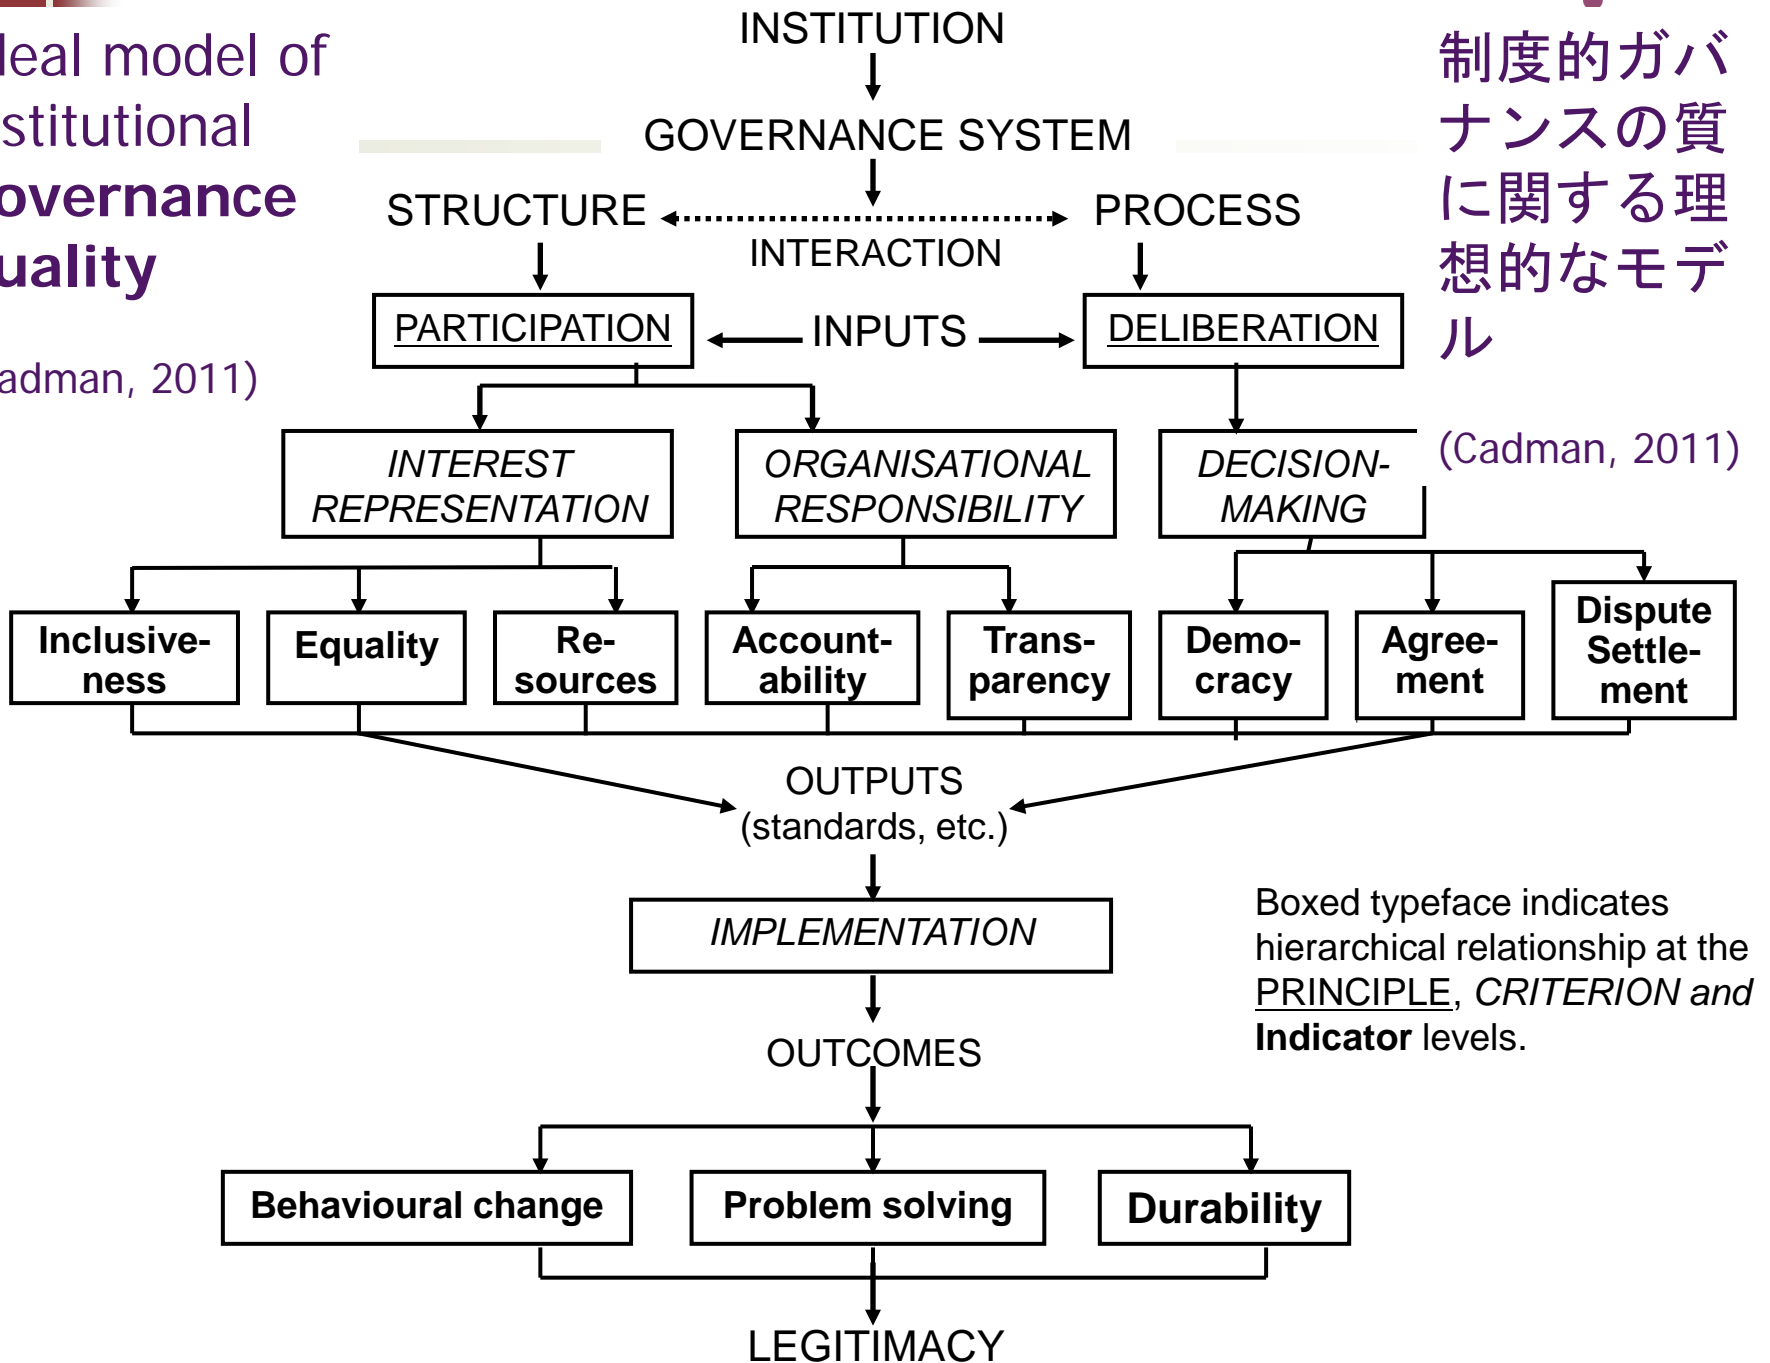 deal model of
stitutional
overnance
uality
adman, 2011)
制度的ガバ
ナンスの質
に関する理
想的なモデ
ル
(Cadman, 2011)
INSTITUTION
GOVERNANCE SYSTEM
STRUCTURE
PROCESS
INTERACTION
PARTICIPATION
INPUTS
DELIBERATION
INTEREST
REPRESENTATION
ORGANISATIONAL
RESPONSIBILITY
DECISION-
MAKING
Inclusive-
ness
Equality
Re-
sources
Account-
ability
Trans-
parency
Demo-
cracy
Agree-
ment
Dispute
Settle-
ment
OUTPUTS
(standards, etc.)
IMPLEMENTATION
Boxed typeface indicates
hierarchical relationship at the
PRINCIPLE, CRITERION and
Indicator levels.
OUTCOMES
Behavioural change
Problem solving
Durability
LEGITIMACY